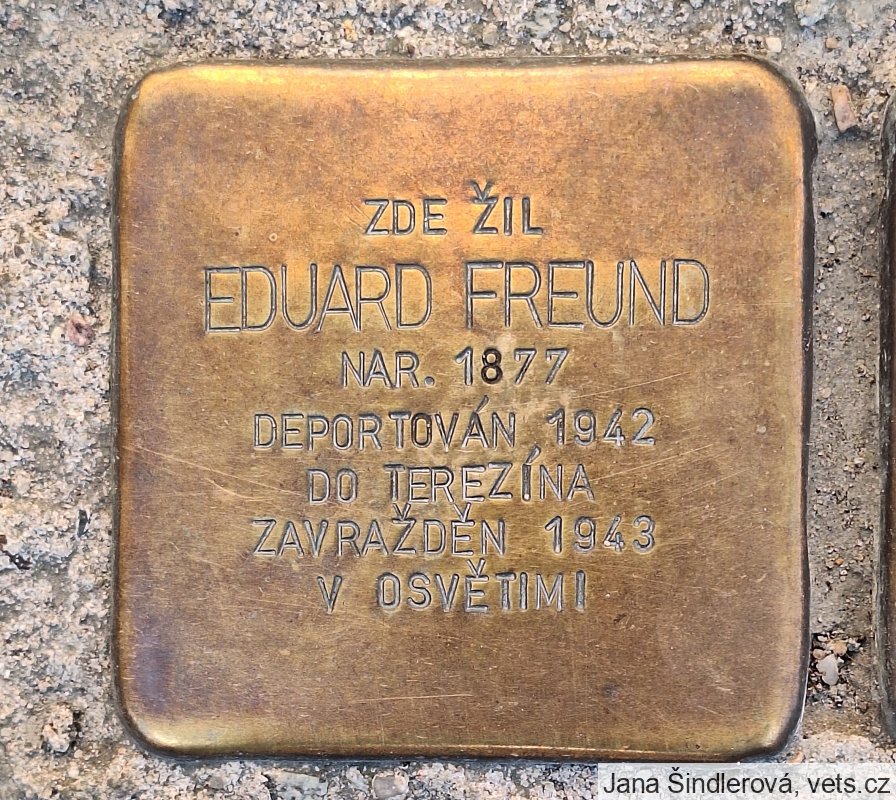 ZDE ŽIL
EDUARD FREUND
NAR. 1877
DEPORTOVÁN 1942
DO TEREZÍNA
ZAVRAŽDĚN 1943
V OSVĚTIMI
Jana Šindlerová, vets.cz